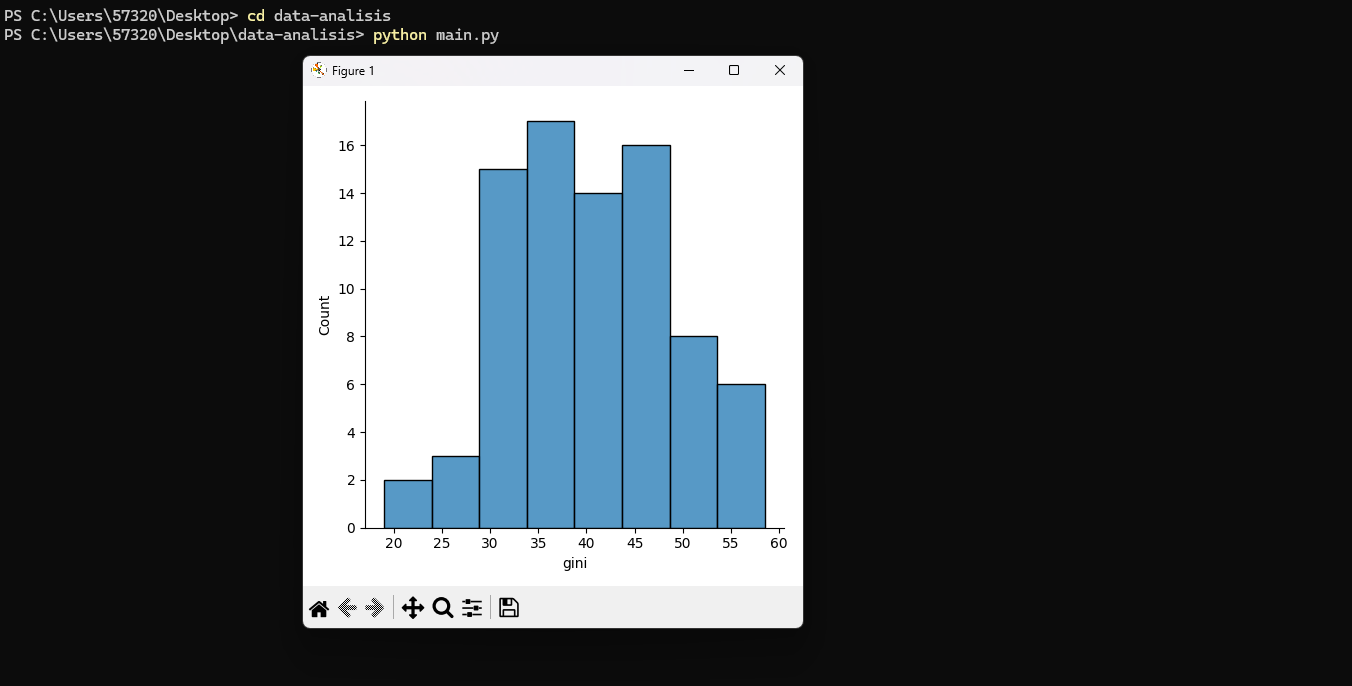 PS C:\Users\57320\Desktop> cd data-analisis
PS C:\Users\57320\Desktop\data-analisis> python main.py
Figure 1
16
14
12
10
8
6
4
2
0
Count
20 25 30 35 40 45 50 55 60
gini